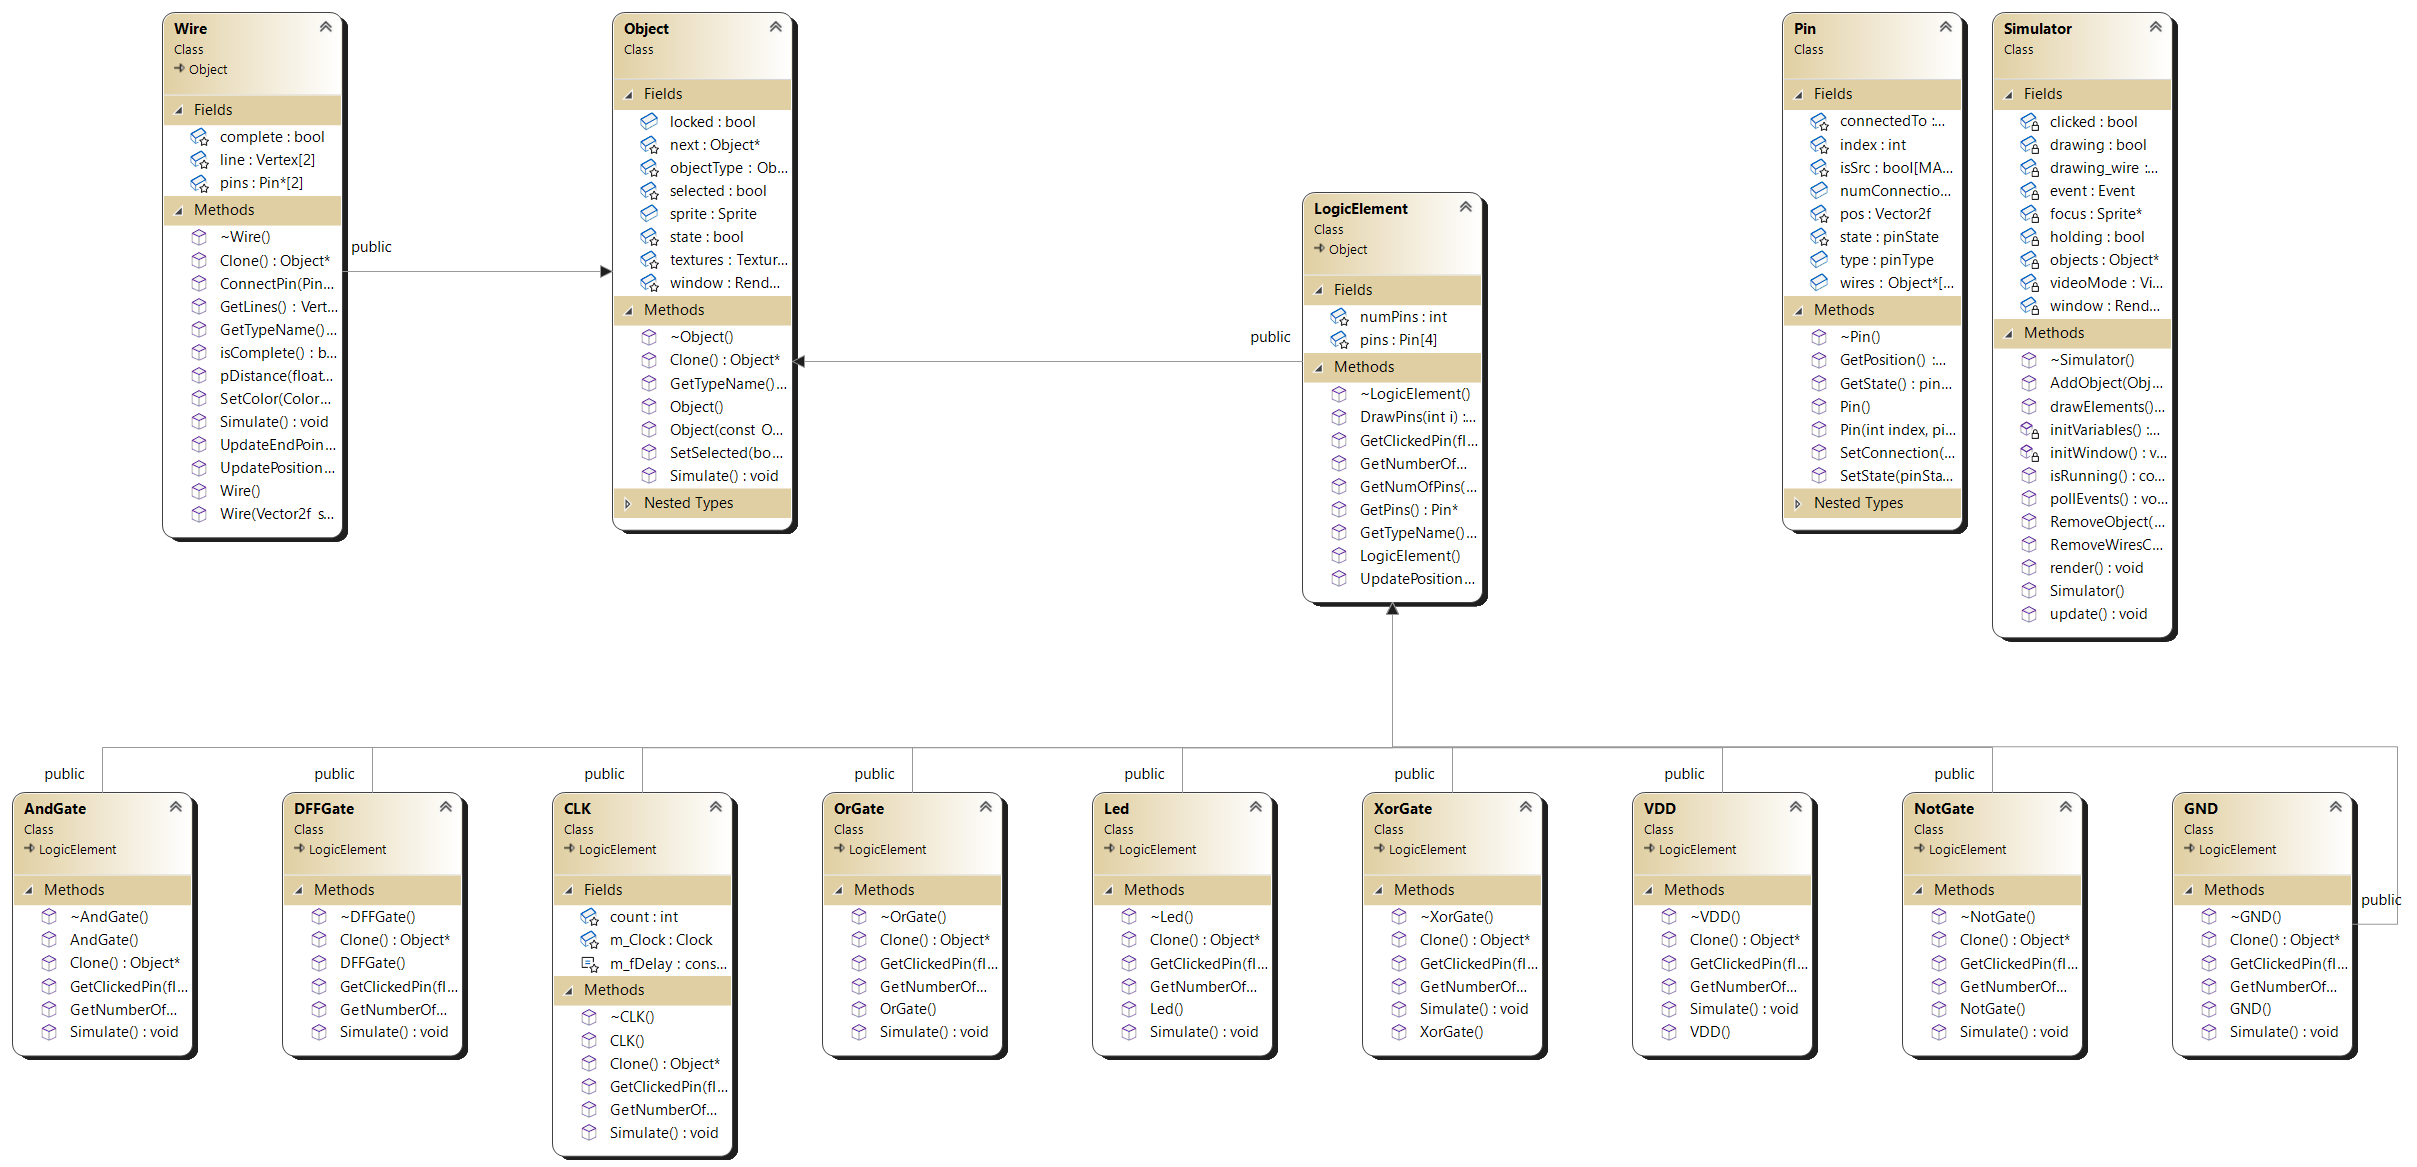 Wire
Class
Object
Fields
complete : bool
line : Vertex[2]
pins : Pin*[2]
Methods
~Wire()
Clone() : Object*
ConnectPin(Pin...
GetLines() : Vert...
GetTypeName()...
isComplete() : b...
pDistance(float...
SetColor(Color...
Simulate() : void
UpdateEndPoin...
UpdatePosition...
Wire()
Wire(Vector2f s...
public
Object
Class
Fields
locked : bool
next : Object*
objectType : Ob...
selected : bool
sprite : Sprite
state : bool
textures : Textur...
window : Rend...
Methods
~Object()
Clone() : Object*
GetTypeName()...
Object()
Object(const O...
SetSelected(bo...
Simulate() : void
Nested Types
public
LogicElement
Class
Object
Fields
numPins : int
pins : Pin[4]
Methods
~LogicElement()
DrawPins(int i) :...
GetClickedPin(fl...
GetNumberOf...
GetNumOfPins(...
GetPins() : Pin*
GetTypeName()...
LogicElement()
UpdatePosition...
Pin
Class
Fields
connectedTo :...
index : int
isSrc : bool[MA...
numConnectio...
pos : Vector2f
state : pinState
type : pinType
wires : Object*[...
Methods
~Pin()
GetPosition() :...
GetState() : pin...
Pin()
Pin(int index, pi...
SetConnection(...
SetState(pinSta...
Nested Types
Simulator
Class
Fields
clicked : bool
drawing : bool
drawing_wire :...
event : Event
focus : Sprite*
holding : bool
objects : Object*
videoMode : Vi...
window : Rend...
Methods
~Simulator()
AddObject(Obj...
drawElements()...
initVariables() :...
initWindow() : v...
isRunning() : co...
pollEvents() : vo...
RemoveObject(...
RemoveWiresC...
render() : void
Simulator()
update() : void
public
AndGate
Class
LogicElement
Methods
~AndGate()
AndGate()
Clone() : Object*
GetClickedPin(fl...
GetNumberOf...
Simulate() : void
public
DFFGate
Class
LogicElement
Methods
~DFFGate()
Clone() : Object*
DFFGate()
GetClickedPin(fl...
GetNumberOf...
Simulate() : void
public
CLK
Class
LogicElement
Fields
count : int
m_Clock : Clock
m_fDelay : cons...
Methods
~CLK()
CLK()
Clone() : Object*
GetClickedPin(fl...
GetNumberOf...
Simulate() : void
public
OrGate
Class
LogicElement
Methods
~OrGate()
Clone() : Object*
GetClickedPin(fl...
GetNumberOf...
OrGate()
Simulate() : void
public
Led
Class
LogicElement
Methods
~Led()
Clone() : Object*
GetClickedPin(fl...
GetNumberOf...
Led()
Simulate() : void
public
XorGate
Class
LogicElement
Methods
~XorGate()
Clone() : Object*
GetClickedPin(fl...
GetNumberOf...
Simulate() : void
XorGate()
public
VDD
Class
LogicElement
Methods
~VDD()
Clone() : Object*
GetClickedPin(fl...
GetNumberOf...
Simulate() : void
VDD()
public
NotGate
Class
LogicElement
Methods
~NotGate()
Clone() : Object*
GetClickedPin(fl...
GetNumberOf...
NotGate()
Simulate() : void
GND
Class
LogicElement
Methods
~GND()
Clone() : Object*
GetClickedPin(fl...
GetNumberOf...
GND()
Simulate() : void
public